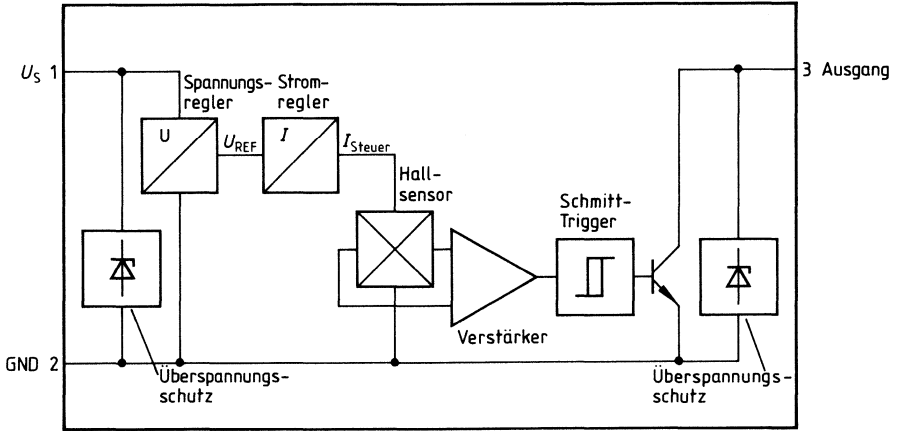 U_S 1
Spannungs-
regler
Strom-
regler
3 Ausgang
U
U_REF
I
I_Steuer
Hall-
sensor
Schmitt-
Trigger
Verstärker
GND 2
Überspannungs-
schutz
Überspannungs-
schutz